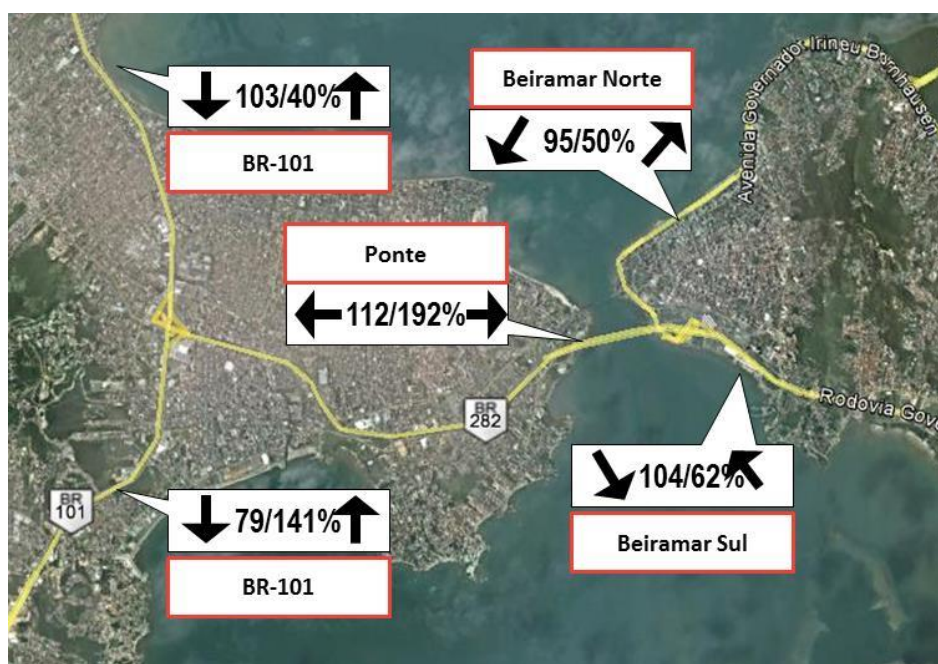 103/40%
BR-101
Beiramar Norte
95/50%
Avenida Governador Irineu Bornhausen
Ponte
112/192%
BR
282
Rodovia Gove
104/62%
Beiramar Sul
BR
101
79/141%
BR-101